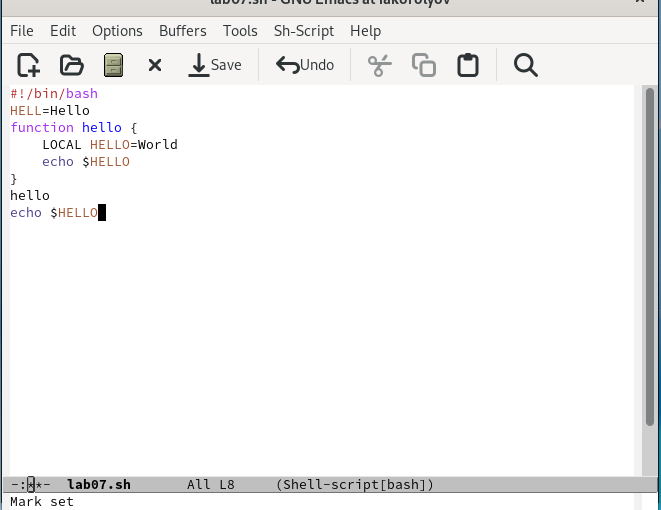 lab07.sh - GNU Emacs at
File Edit Options Buffers Tools Sh-Script Help
Save Undo
#!/bin/bash
HELL=Hello
function hello {
    LOCAL HELLO=World
    echo $HELLO
}
hello
echo $HELLO
-:**- lab07.sh All L8 (Shell-script[bash])
Mark set